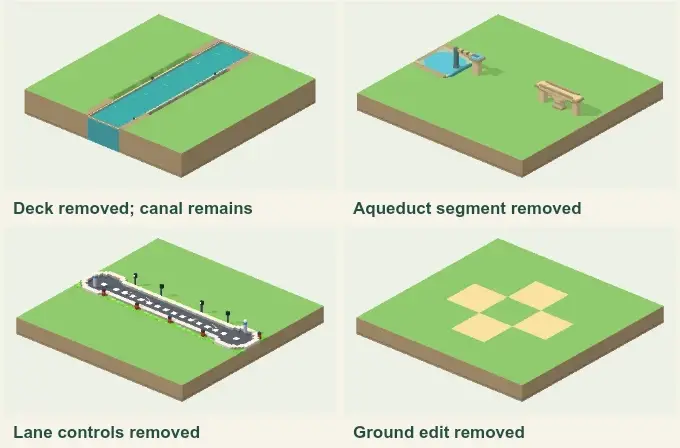 Deck removed; canal remains
Aqueduct segment removed
Lane controls removed
Ground edit removed